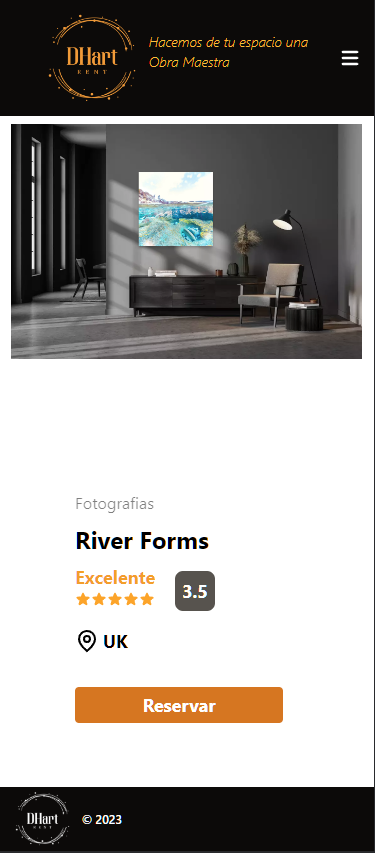 DHart
RENT
Hacemos de tu espacio una
Obra Maestra
Fotografias
River Forms
Excelente
3.5
UK
Reservar
DHart
RENT
© 2023